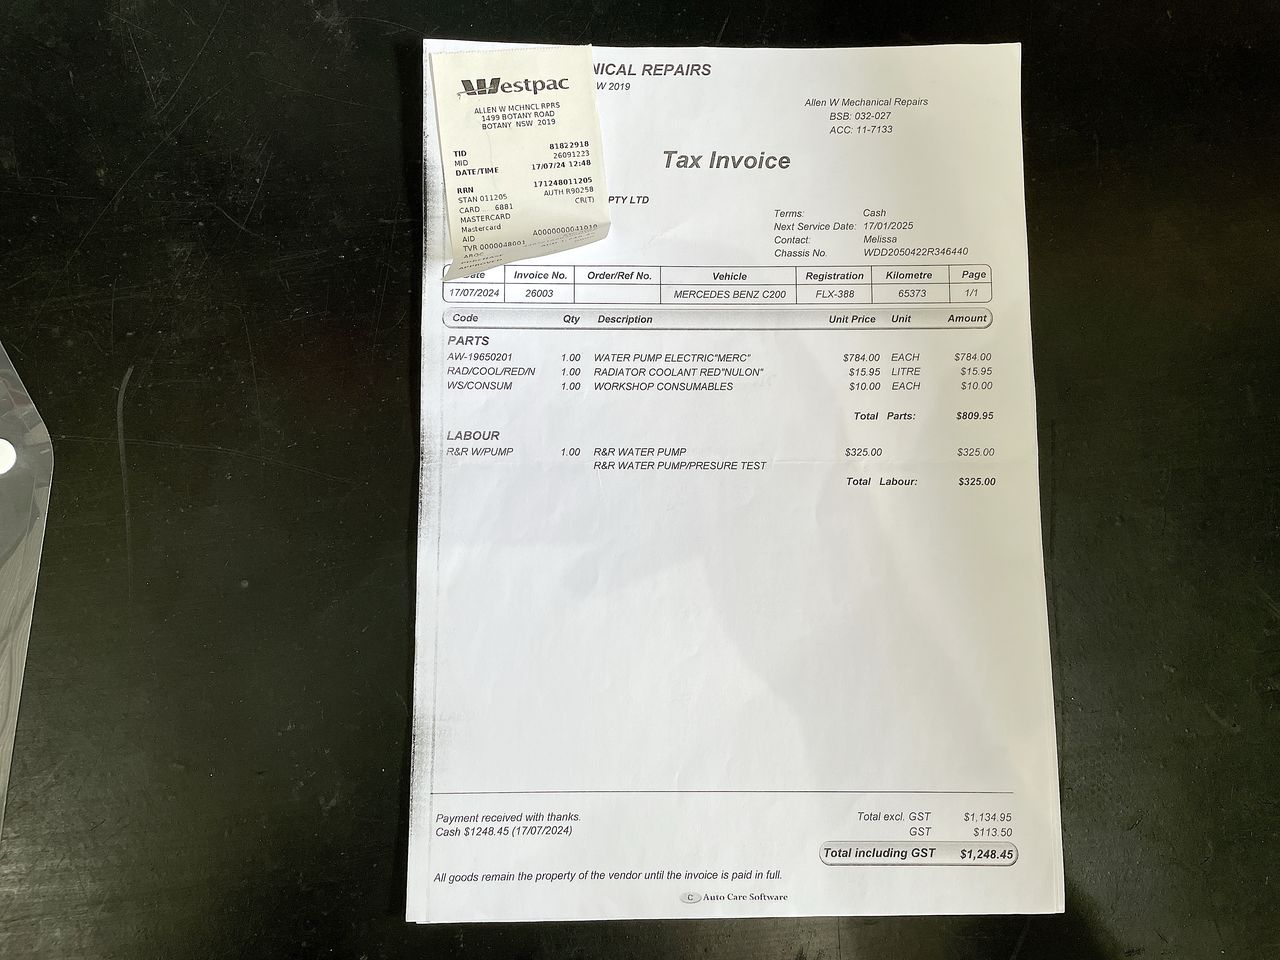 Westpac
ALLEN W MCHNCL RPRS
1499 BOTANY ROAD
BOTANY NSW 2019
TID 81822918
MID 26091223
DATE/TIME 17/07/24 12:48
RRN 171248011205
STAN 011205 AUTH R90258
CARD 6881 CR(T)
MASTERCARD
Mastercard
AID A0000000041010
TVR 0000048001
APPROVED
NICAL REPAIRS
W 2019
Allen W Mechanical Repairs
BSB: 032-027
ACC: 11-7133
Tax Invoice
PTY LTD
Terms: Cash
Next Service Date: 17/01/2025
Contact: Melissa
Chassis No. WDD2050422R346440
Date Invoice No. Order/Ref No. Vehicle Registration Kilometre Page
17/07/2024 26003 MERCEDES BENZ C200 FLX-388 65373 1/1
Code Qty Description Unit Price Unit Amount
PARTS
AW-19650201 1.00 WATER PUMP ELECTRIC"MERC" $784.00 EACH $784.00
RAD/COOL/RED/N 1.00 RADIATOR COOLANT RED"NULON" $15.95 LITRE $15.95
WS/CONSUM 1.00 WORKSHOP CONSUMABLES $10.00 EACH $10.00
Total Parts: $809.95
LABOUR
R&R W/PUMP 1.00 R&R WATER PUMP $325.00 $325.00
R&R WATER PUMP/PRESURE TEST
Total Labour: $325.00
Payment received with thanks. Total excl. GST $1,134.95
Cash $1248.45 (17/07/2024) GST $113.50
Total including GST $1,248.45
All goods remain the property of the vendor until the invoice is paid in full.
C Auto Care Software